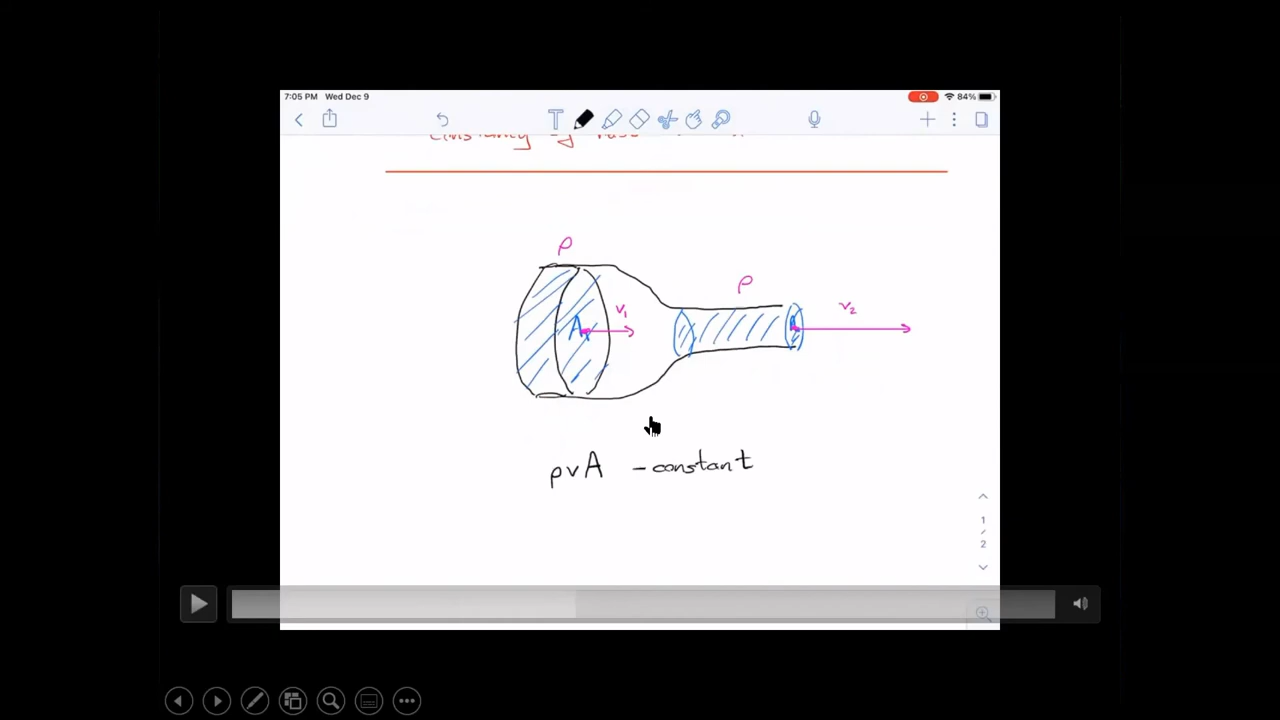 7:05 PM Wed Dec 9
84%
ρ
ρ
v₁
v₂
A
ρvA – constant
1
/
2